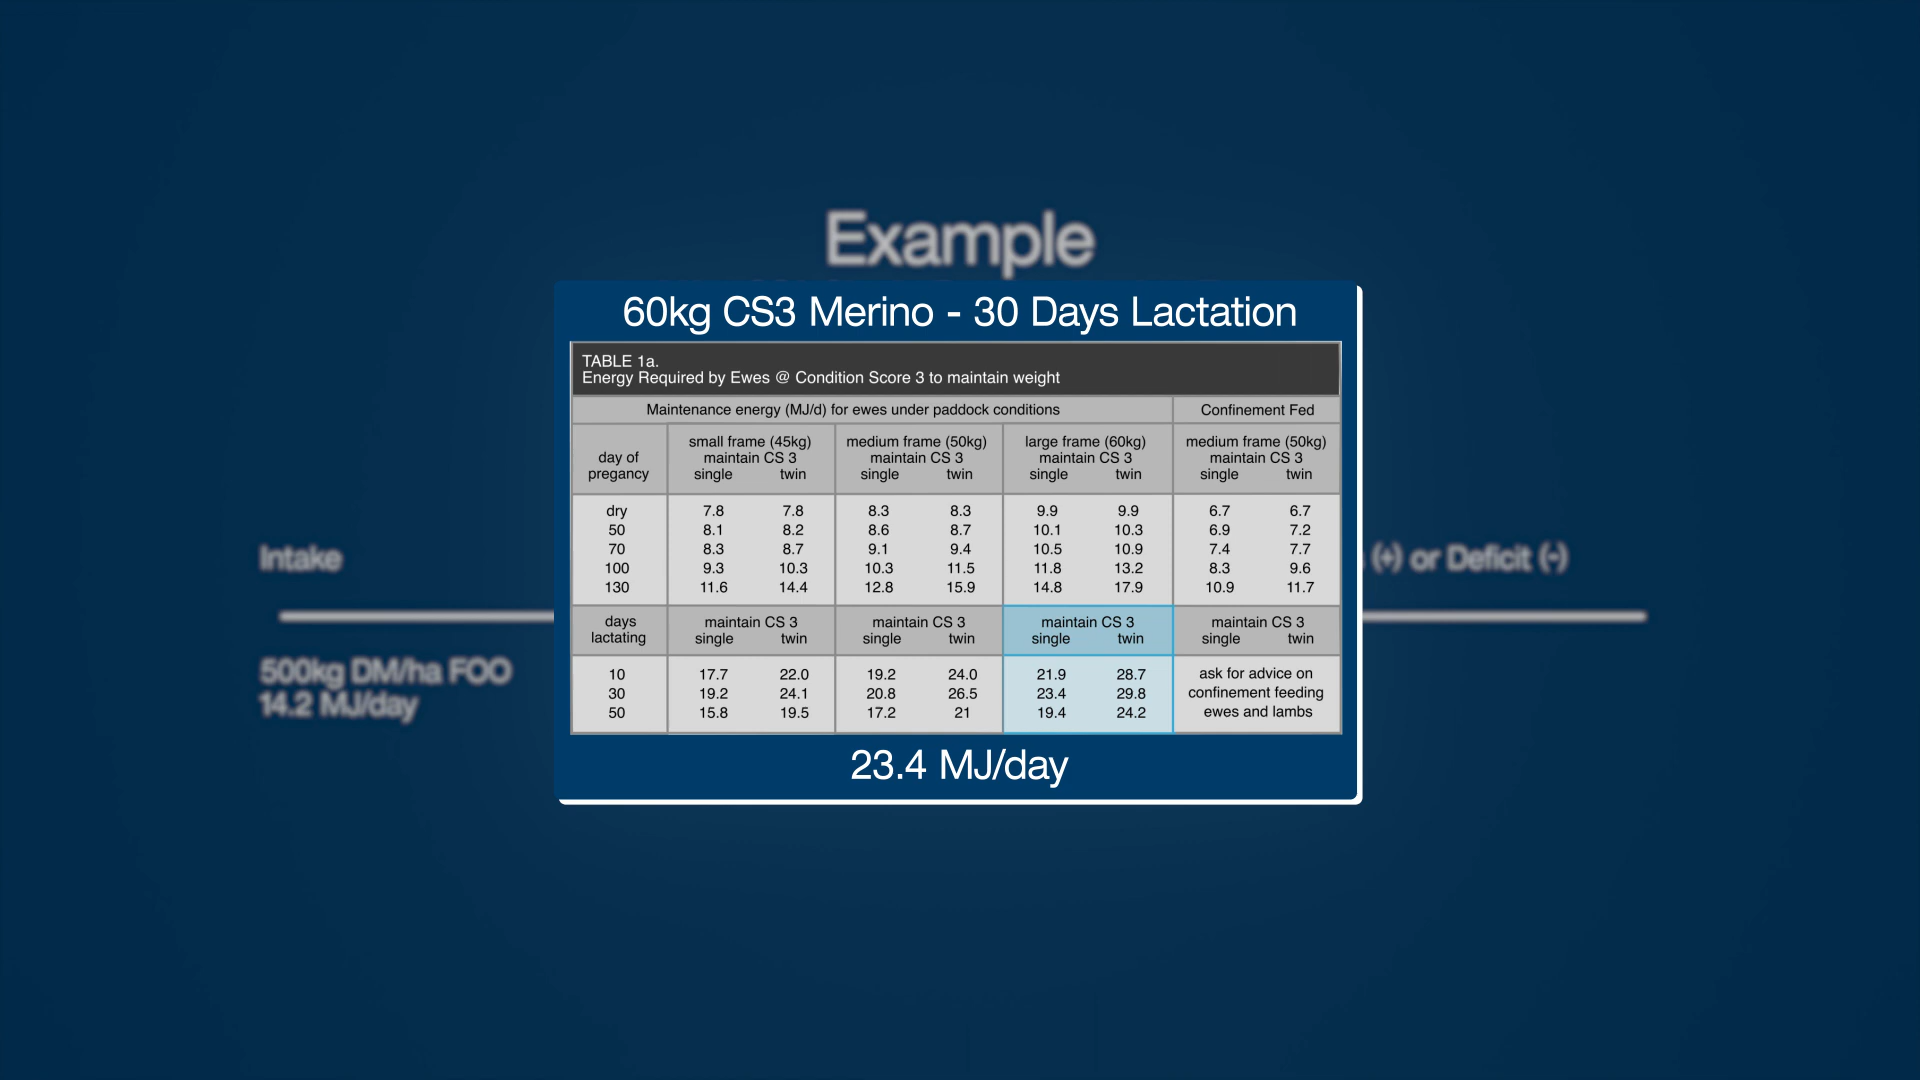 Example
60kg CS3 Merino - 30 Days Lactation
TABLE 1a.
Energy Required by Ewes @ Condition Score 3 to maintain weight
Maintenance energy (MJ/d) for ewes under paddock conditions Confinement Fed
day of pregancy small frame (45kg) maintain CS 3 single twin medium frame (50kg) maintain CS 3 single twin large frame (60kg) maintain CS 3 single twin medium frame (50kg) maintain CS 3 single twin
dry 7.8 7.8 8.3 8.3 9.9 9.9 6.7 6.7
50 8.1 8.2 8.6 8.7 10.1 10.3 6.9 7.2
70 8.3 8.7 9.1 9.4 10.5 10.9 7.4 7.7
100 9.3 10.3 10.3 11.5 11.8 13.2 8.3 9.6
130 11.6 14.4 12.8 15.9 14.8 17.9 10.9 11.7
days lactating maintain CS 3 single twin maintain CS 3 single twin maintain CS 3 single twin maintain CS 3 single twin
10 17.7 22.0 19.2 24.0 21.9 28.7 ask for advice on
30 19.2 24.1 20.8 26.5 23.4 29.8 confinement feeding
50 15.8 19.5 17.2 21 19.4 24.2 ewes and lambs
23.4 MJ/day
Intake
500kg DM/ha FOO
14.2 MJ/day
(+) or Deficit (-)